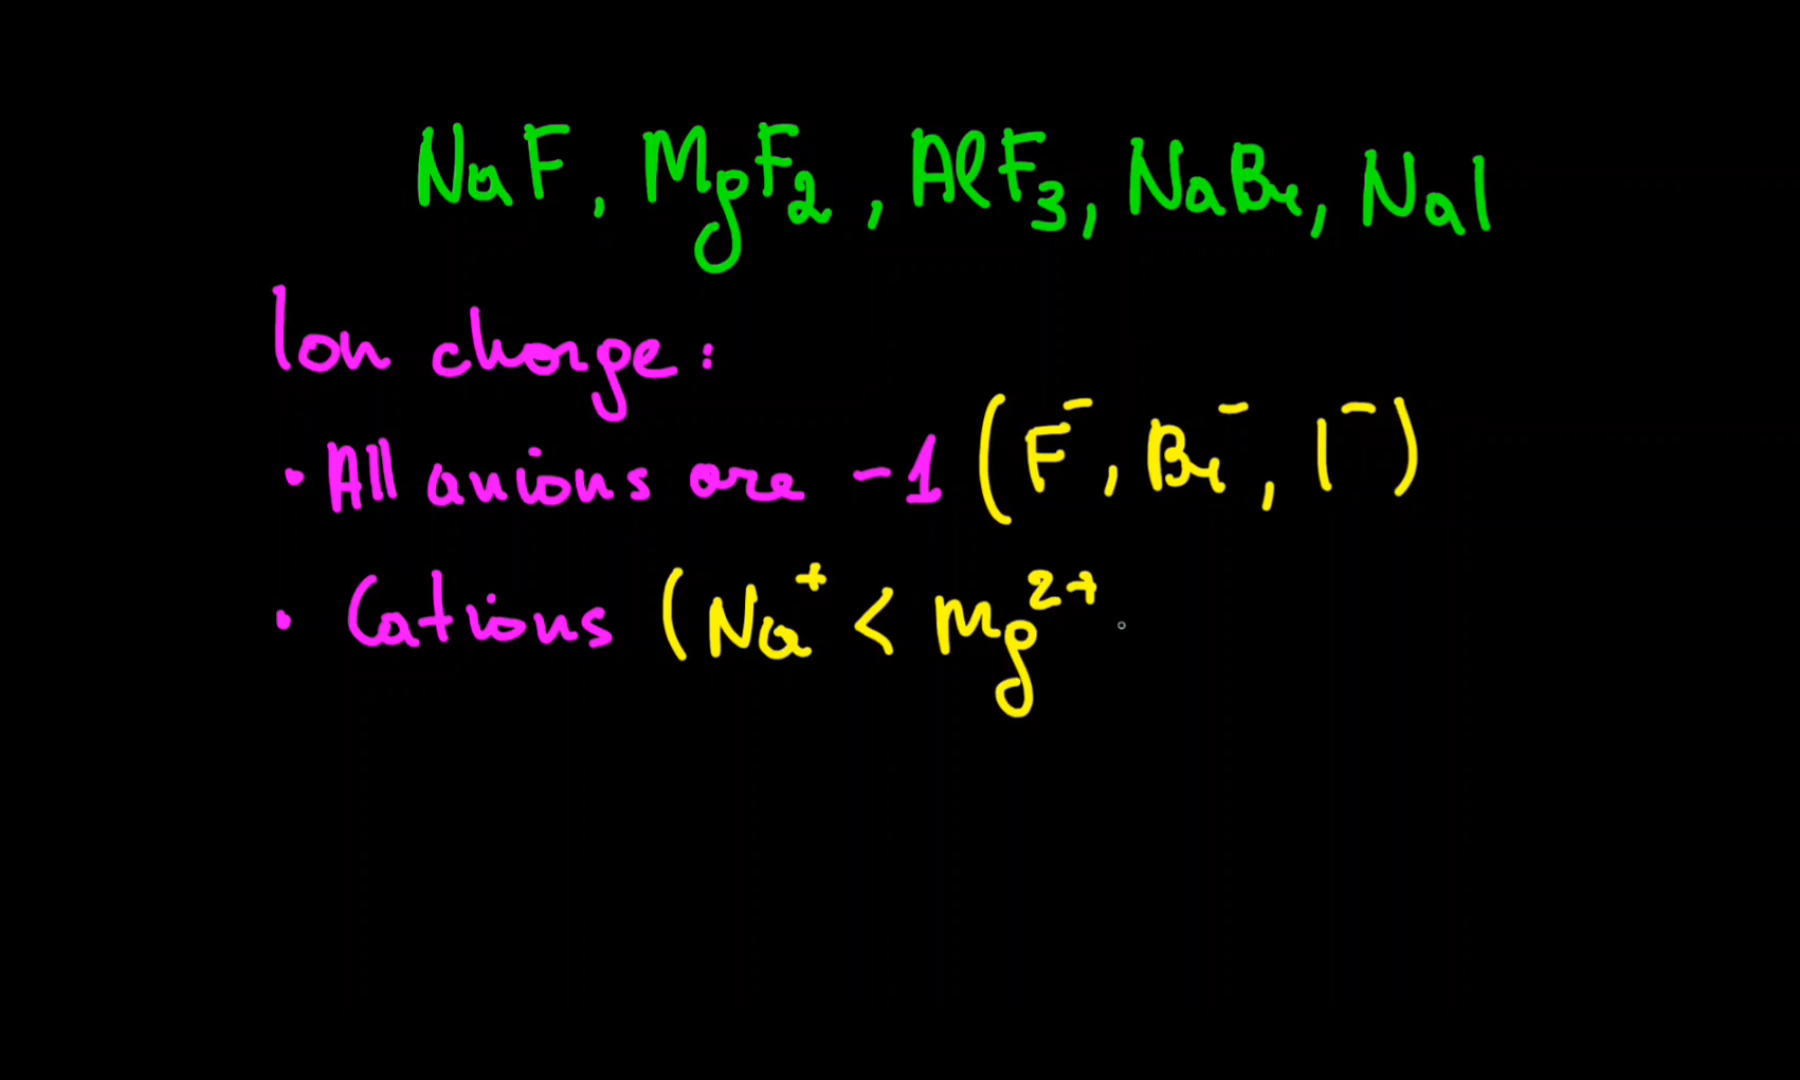 NaF, MgF₂, AlF₃, NaBr, NaI
Ion charge:
• All anions are -1 (F⁻, Br⁻, I⁻)
• Cations (Na⁺ < Mg²⁺